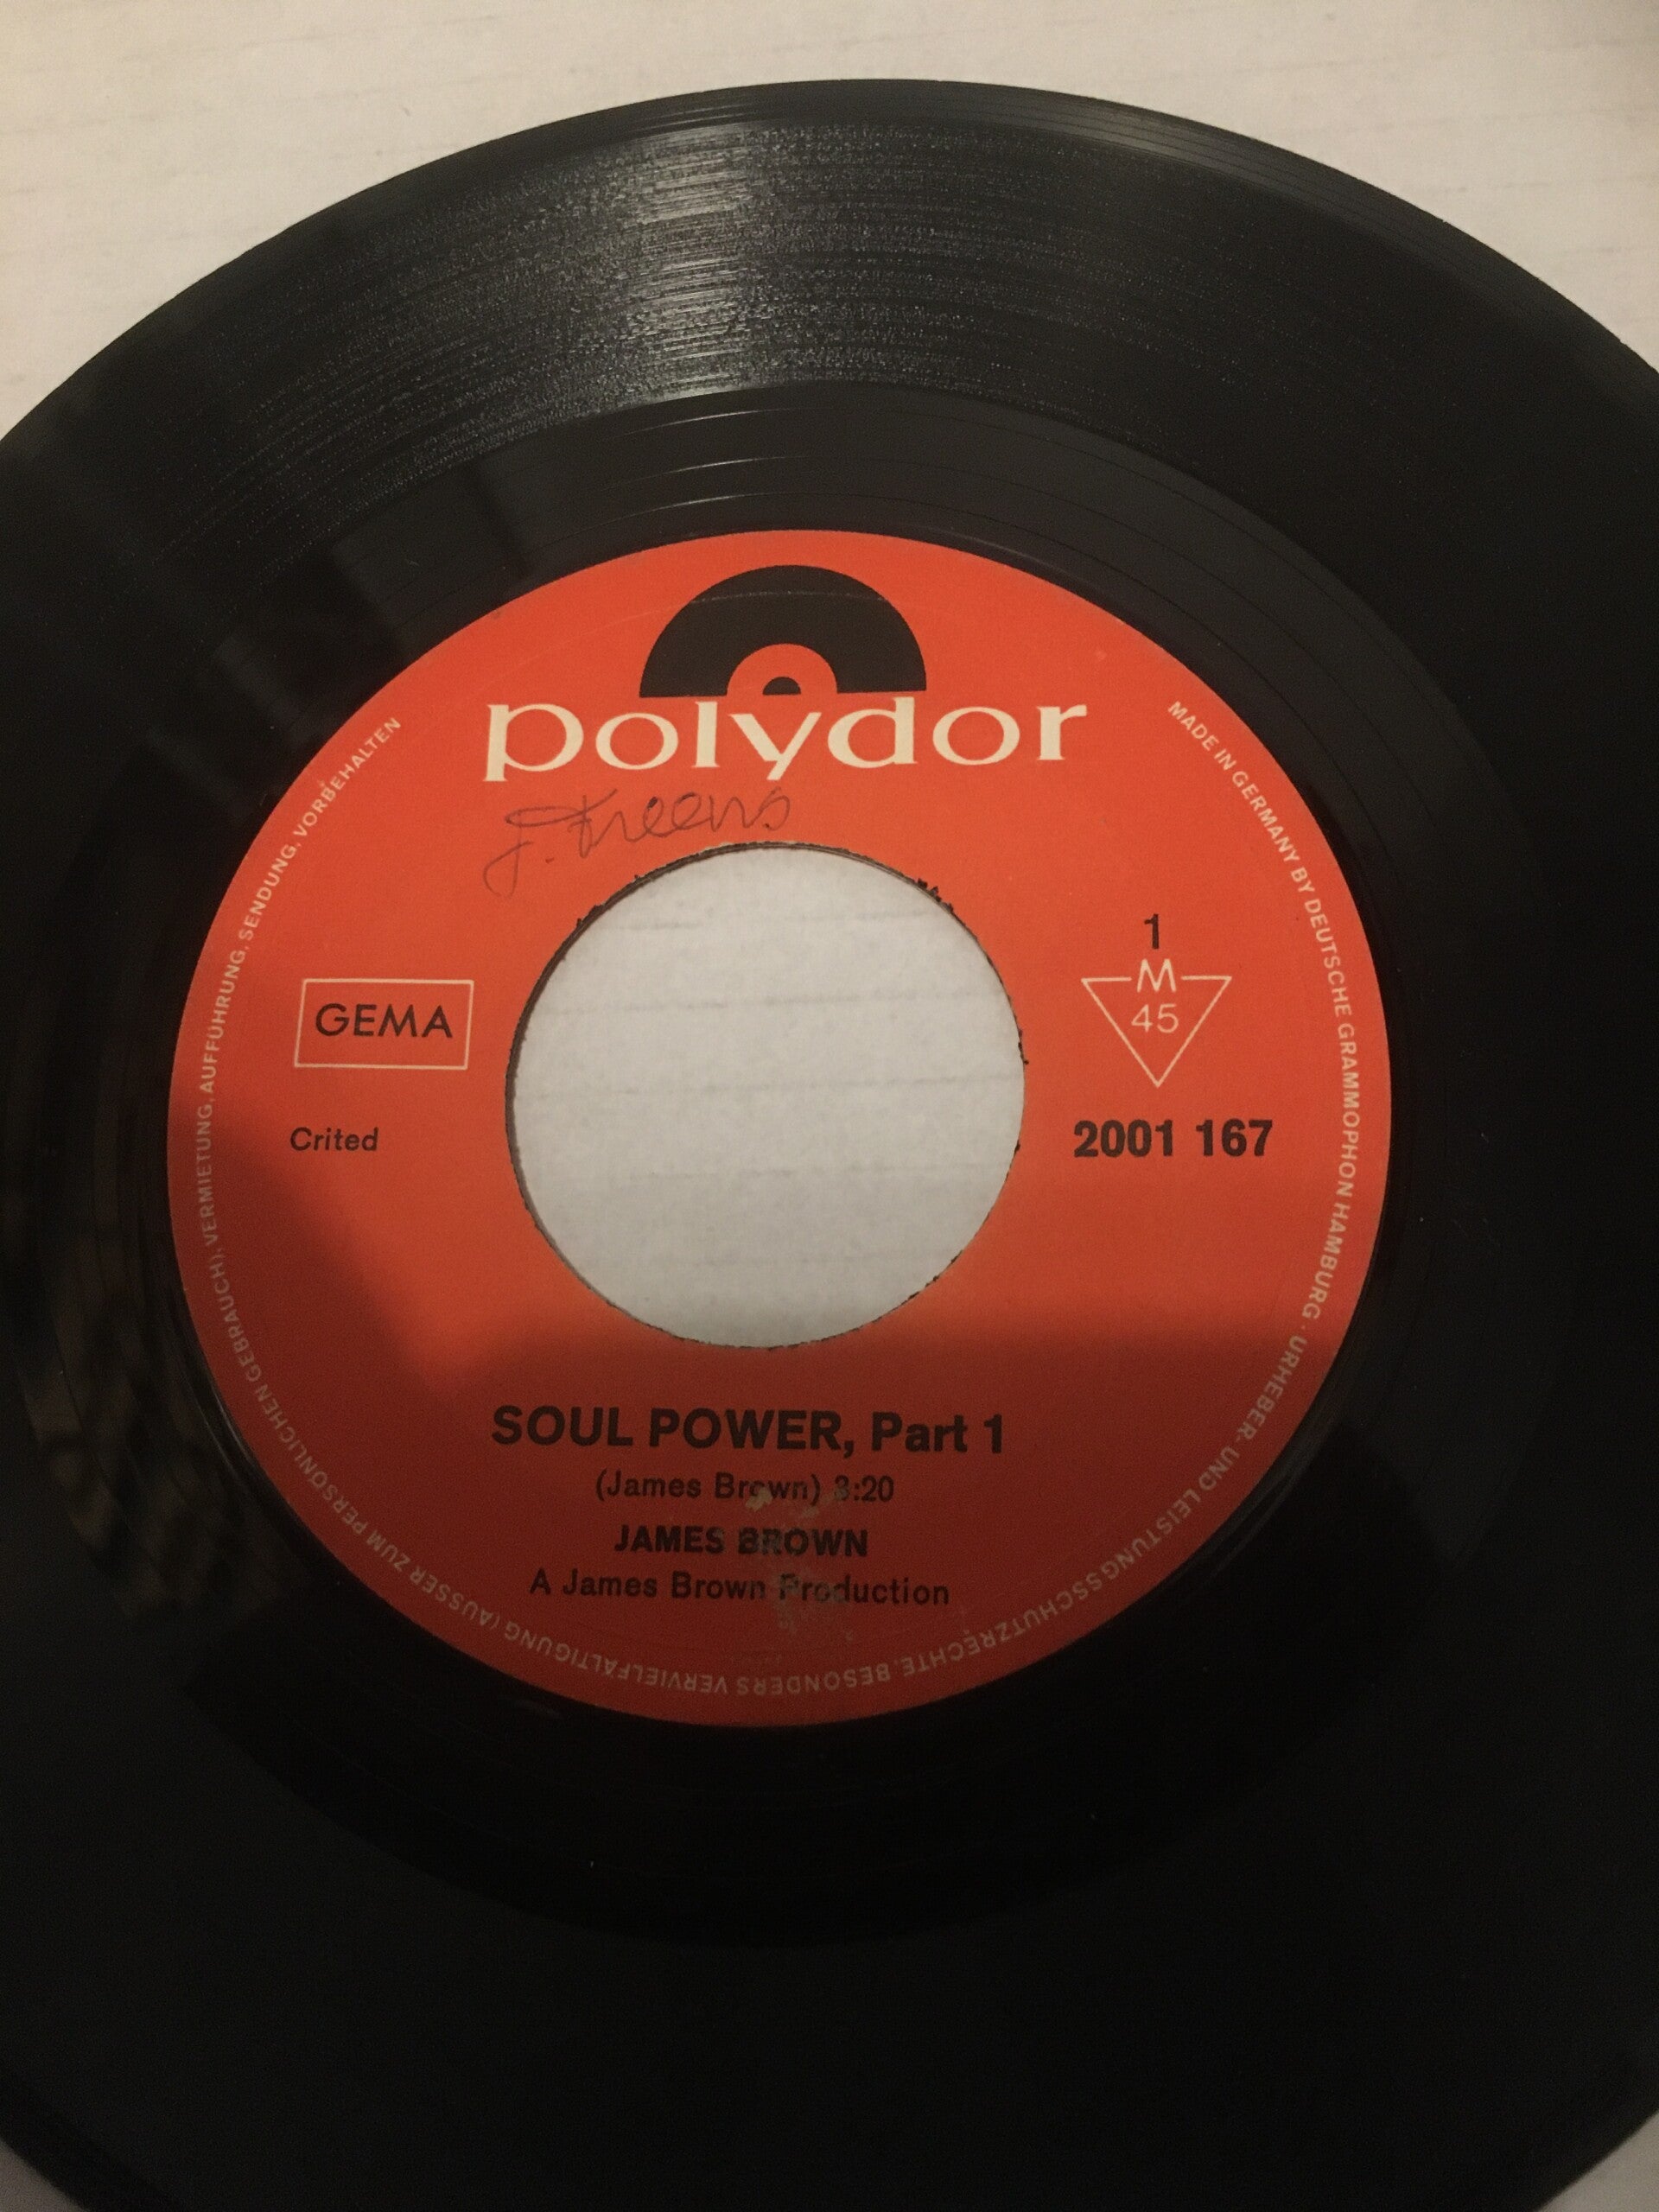 polydor
GEMA
Crited
1
M
45
2001 167
SOUL POWER, Part 1
(James Brown) 3:20
JAMES BROWN
A James Brown Production
MADE IN GERMANY BY DEUTSCHE GRAMMOPHON HAMBURG · URHEBER- UND LEISTUNGSSCHUTZRECHTE, BESONDERS VERVIELFÄLTIGUNG (AUSSER ZUM PERSÖNLICHEN GEBRAUCH), VERMIETUNG, AUFFÜHRUNG, SENDUNG, VORBEHALTEN